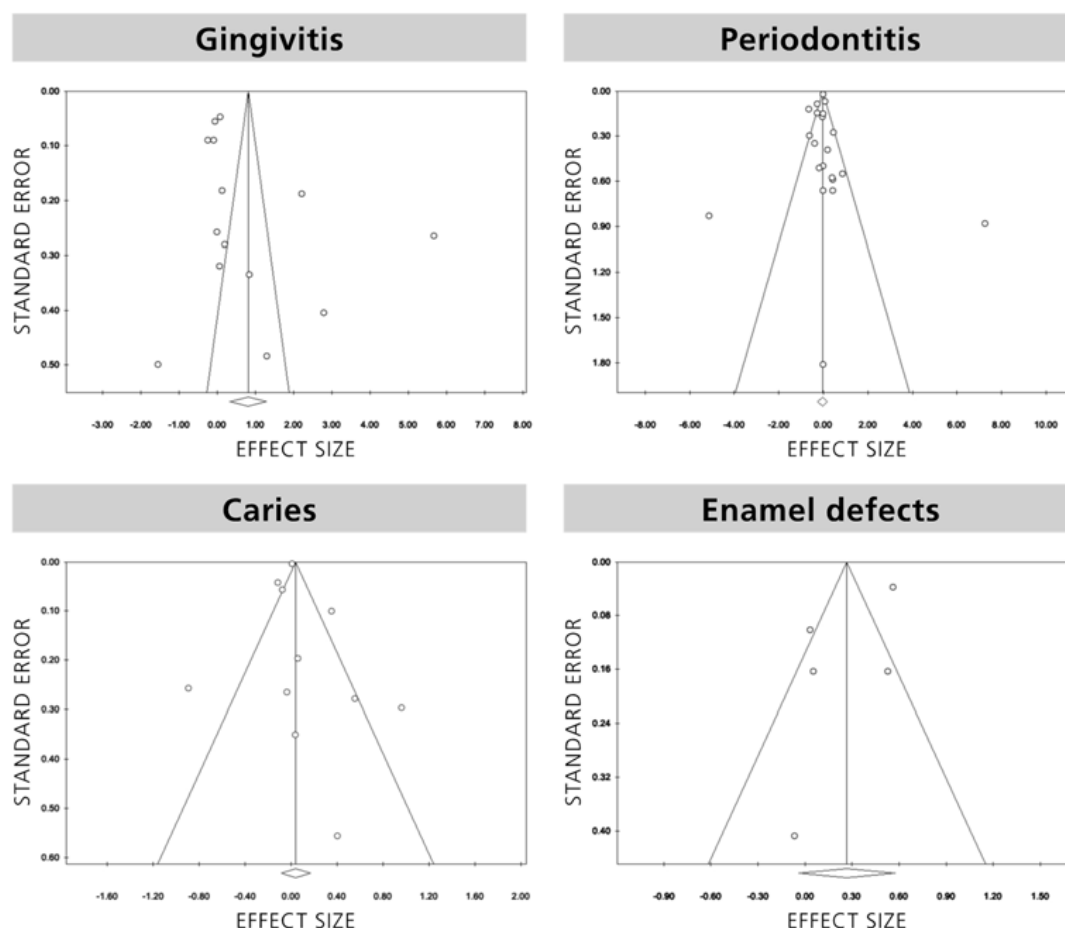 Gingivitis
0.00
0.10
0.20
0.30
0.40
0.50
STANDARD ERROR
-3.00 -2.00 -1.00 0.00 1.00 2.00 3.00 4.00 5.00 6.00 7.00 8.00
EFFECT SIZE
Periodontitis
0.00
0.30
0.60
0.90
1.20
1.50
1.80
STANDARD ERROR
-8.00 -6.00 -4.00 -2.00 0.00 2.00 4.00 6.00 8.00 10.00
EFFECT SIZE
Caries
0.00
0.10
0.20
0.30
0.40
0.50
0.60
STANDARD ERROR
-1.60 -1.20 -0.80 -0.40 0.00 0.40 0.80 1.20 1.60 2.00
EFFECT SIZE
Enamel defects
0.00
0.08
0.16
0.24
0.32
0.40
STANDARD ERROR
-0.90 -0.60 -0.30 0.00 0.30 0.60 0.90 1.20 1.50
EFFECT SIZE